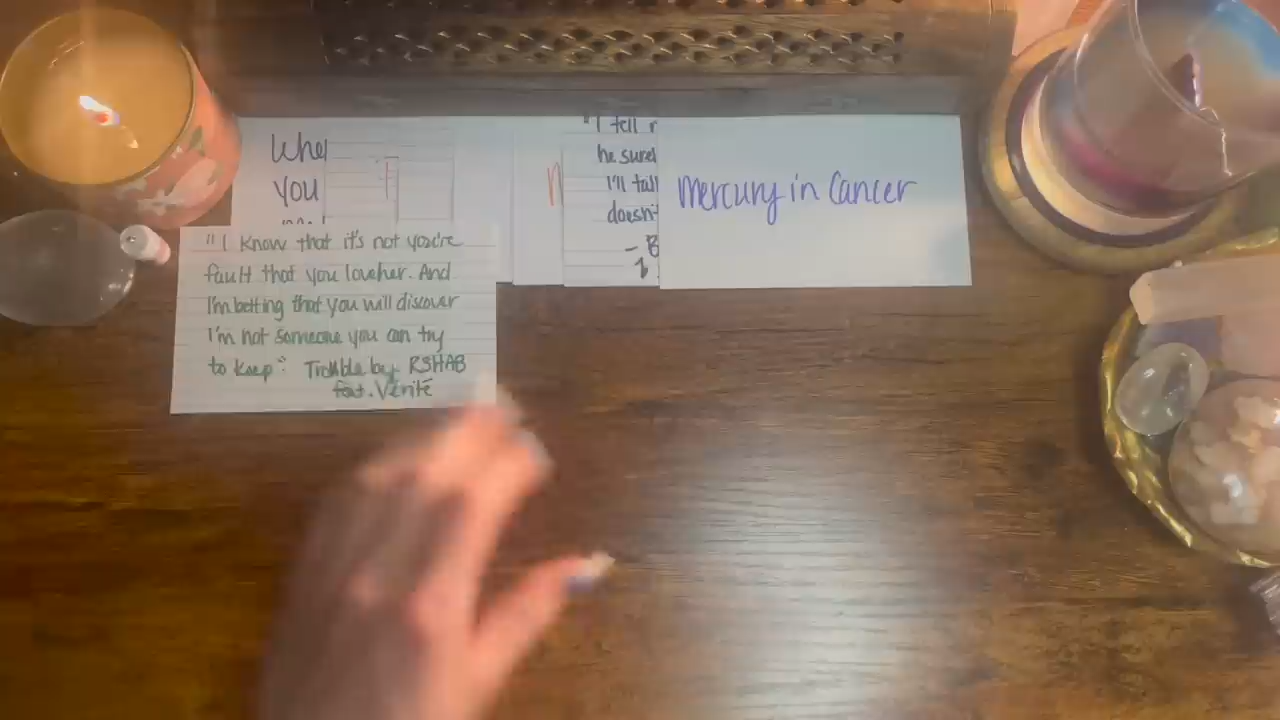 Whe
you
"I tell
he sure
I'll tal
doesn'
mercury in Cancer
"I know that it's not you're
fault that you loveher. And
I'm betting that you will discover
I'm not someone you can try
to keep" Trouble by RSHAB
feat. Vérité